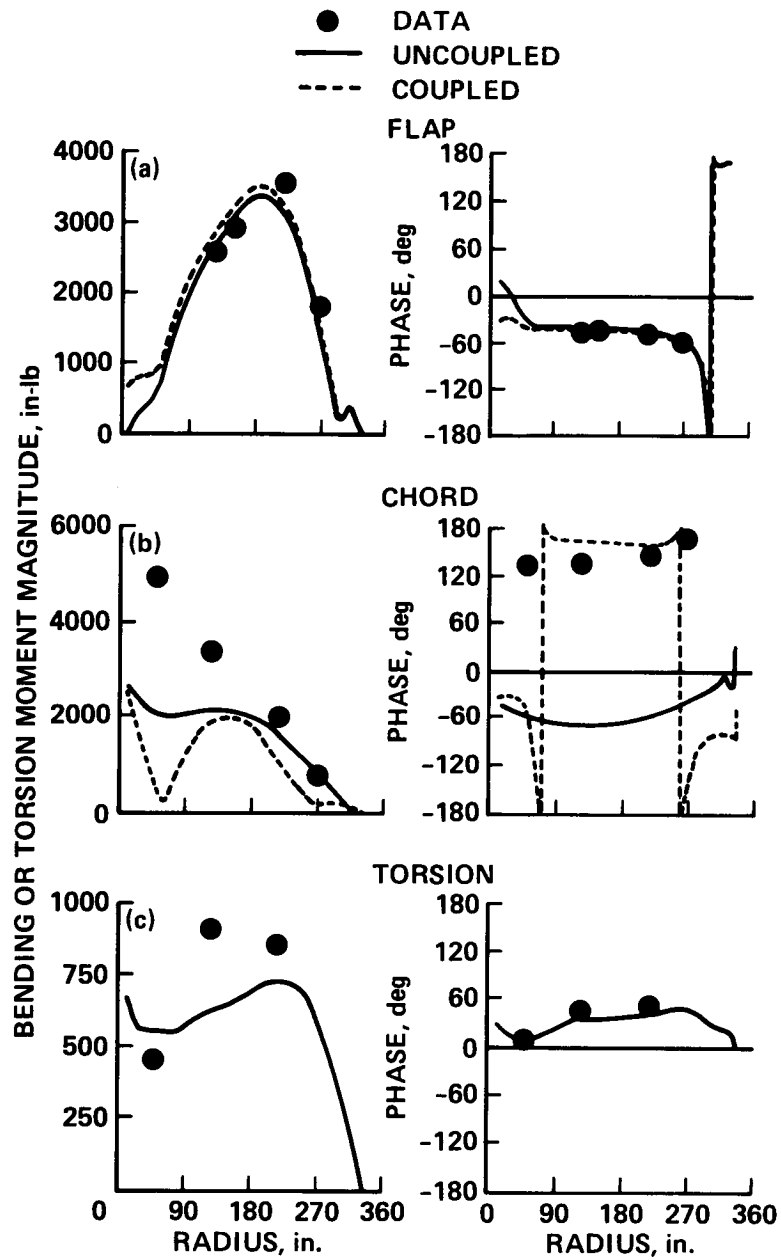 DATA
UNCOUPLED
COUPLED
FLAP
(a)
4000
3000
2000
1000
0
180
120
60
0
-60
-120
-180
PHASE, deg
BENDING OR TORSION MOMENT MAGNITUDE, in-lb
CHORD
(b)
6000
4000
2000
0
180
120
60
0
-60
-120
-180
PHASE, deg
TORSION
(c)
1000
750
500
250
180
120
60
0
-60
-120
-180
PHASE, deg
90 180 270 360
RADIUS, in.
0 90 180 270 360
RADIUS, in.